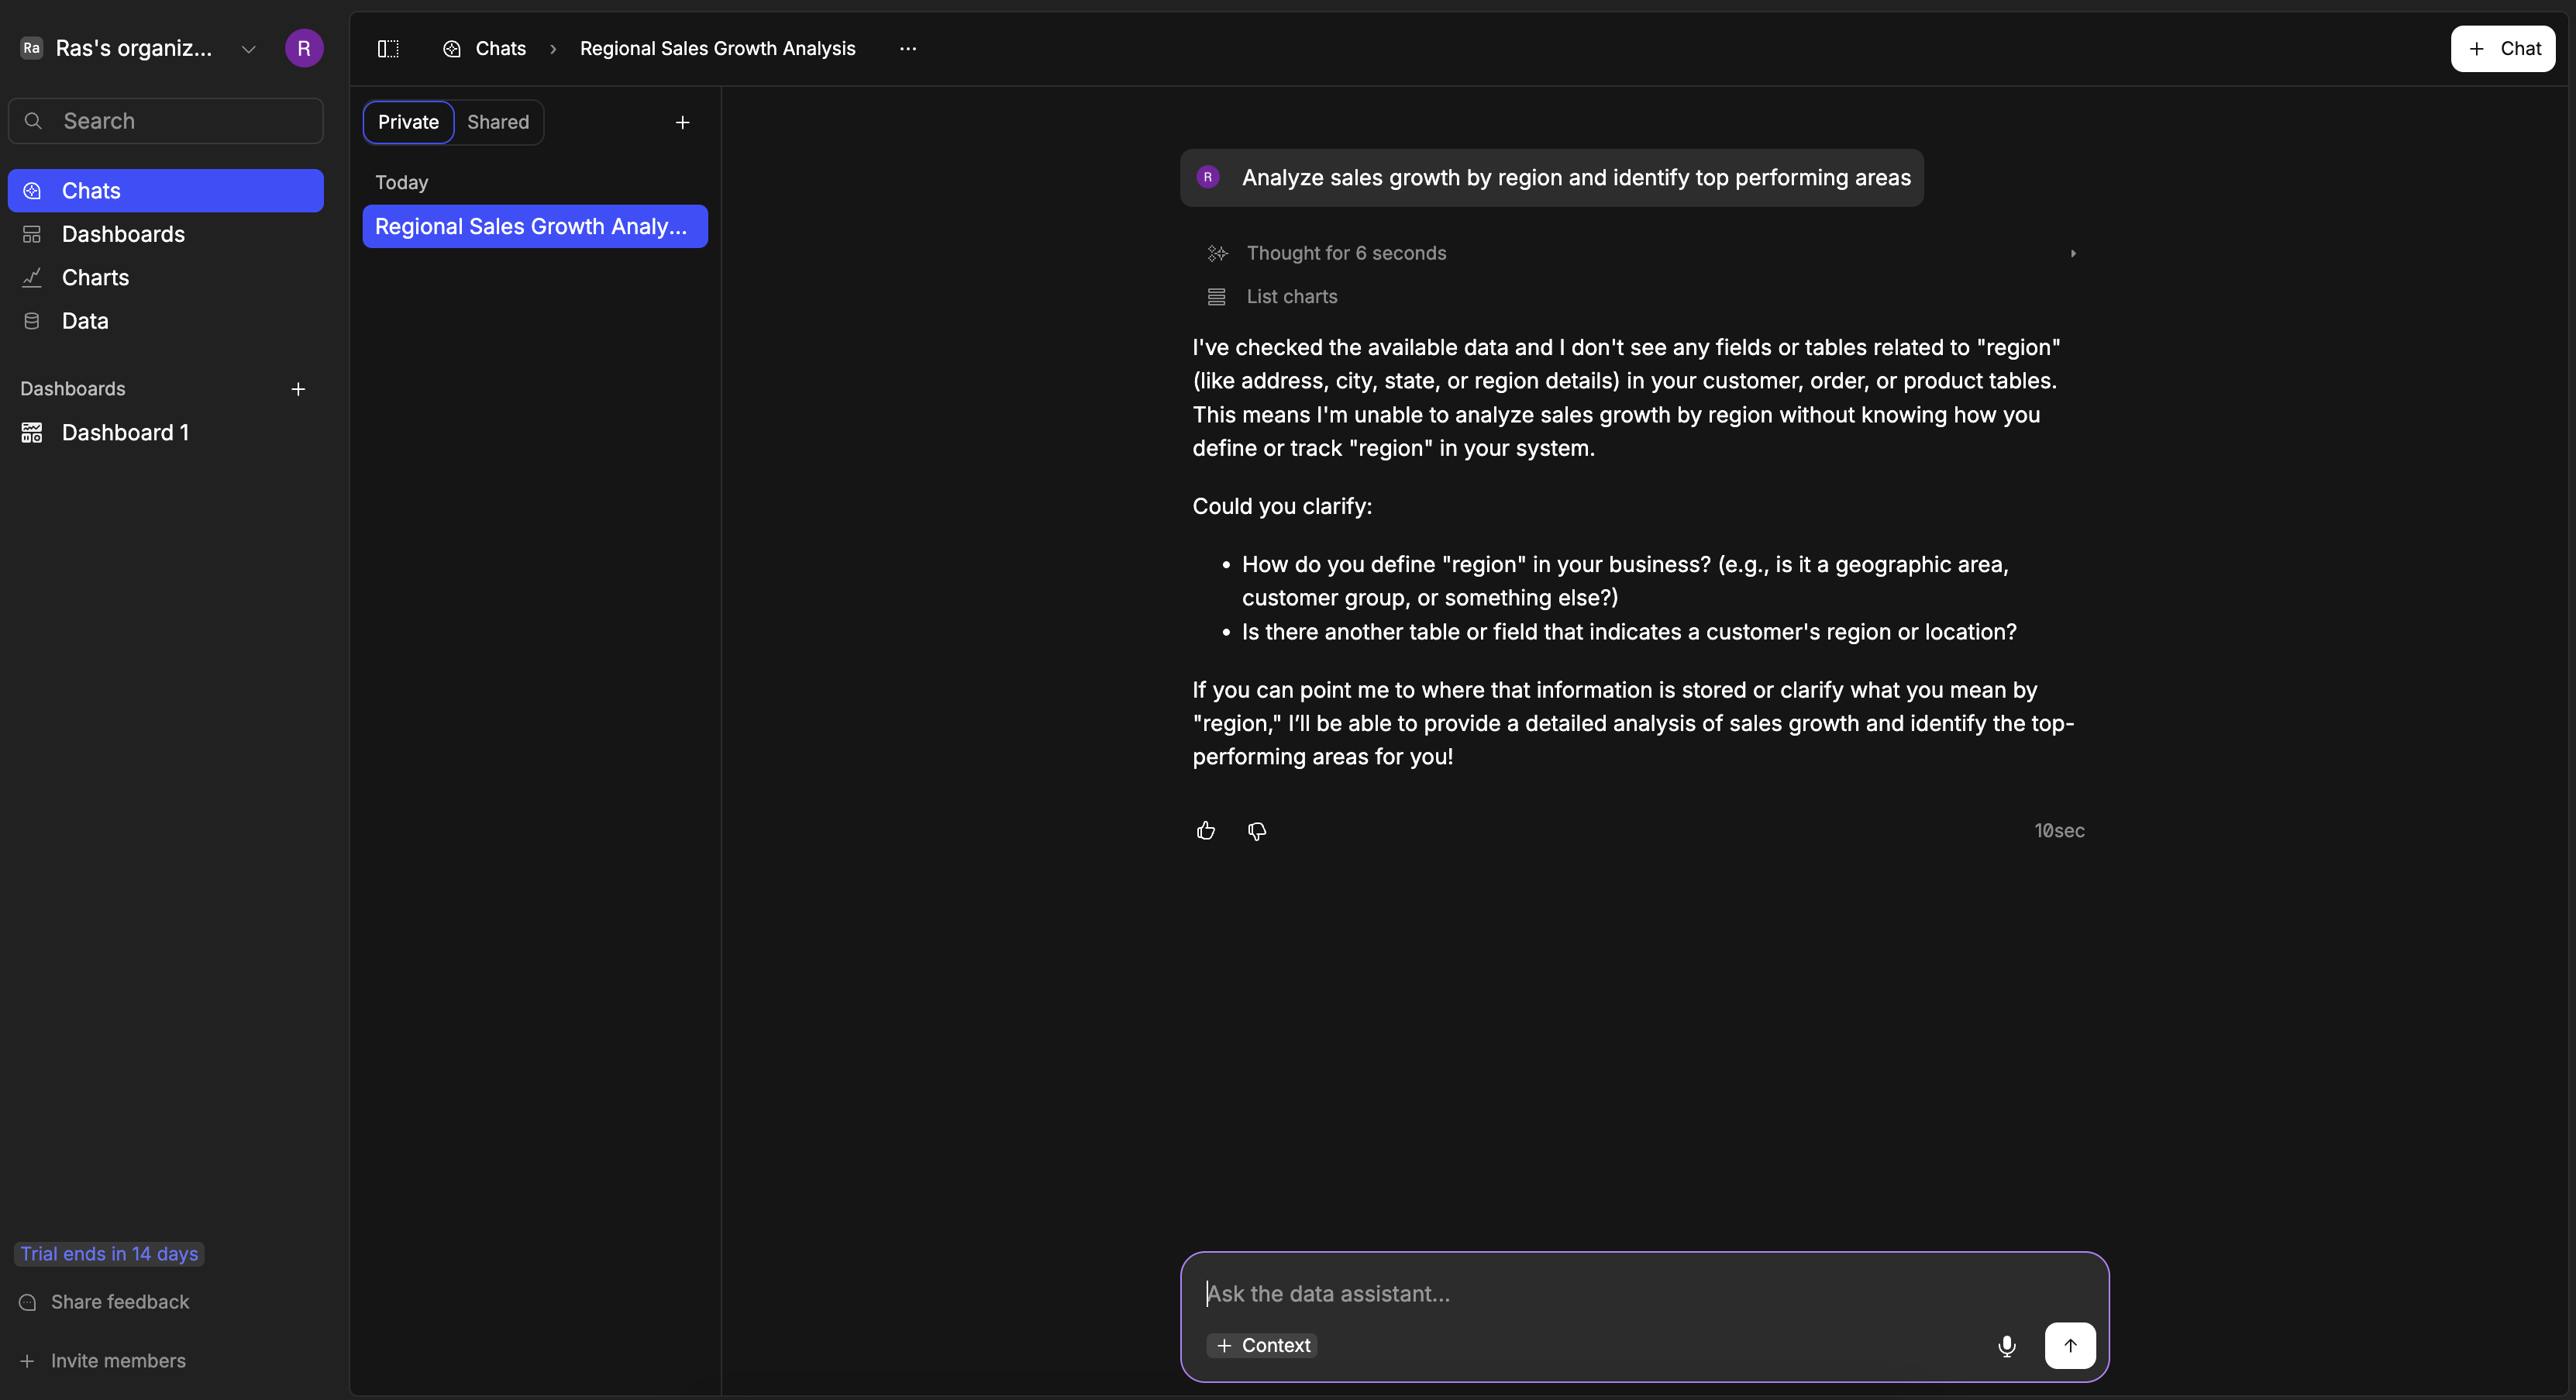 Ra Ras's organiz...
R
Search
Chats
Dashboards
Charts
Data
Dashboards
Dashboard 1
Trial ends in 14 days
Share feedback
Invite members
Chats › Regional Sales Growth Analysis ...
+ Chat
Private Shared +
Today
Regional Sales Growth Analy...
R Analyze sales growth by region and identify top performing areas
Thought for 6 seconds
List charts
I've checked the available data and I don't see any fields or tables related to "region"
(like address, city, state, or region details) in your customer, order, or product tables.
This means I'm unable to analyze sales growth by region without knowing how you
define or track "region" in your system.
Could you clarify:
• How do you define "region" in your business? (e.g., is it a geographic area,
customer group, or something else?)
• Is there another table or field that indicates a customer's region or location?
If you can point me to where that information is stored or clarify what you mean by
"region," I’ll be able to provide a detailed analysis of sales growth and identify the top-
performing areas for you!
10sec
Ask the data assistant...
+ Context